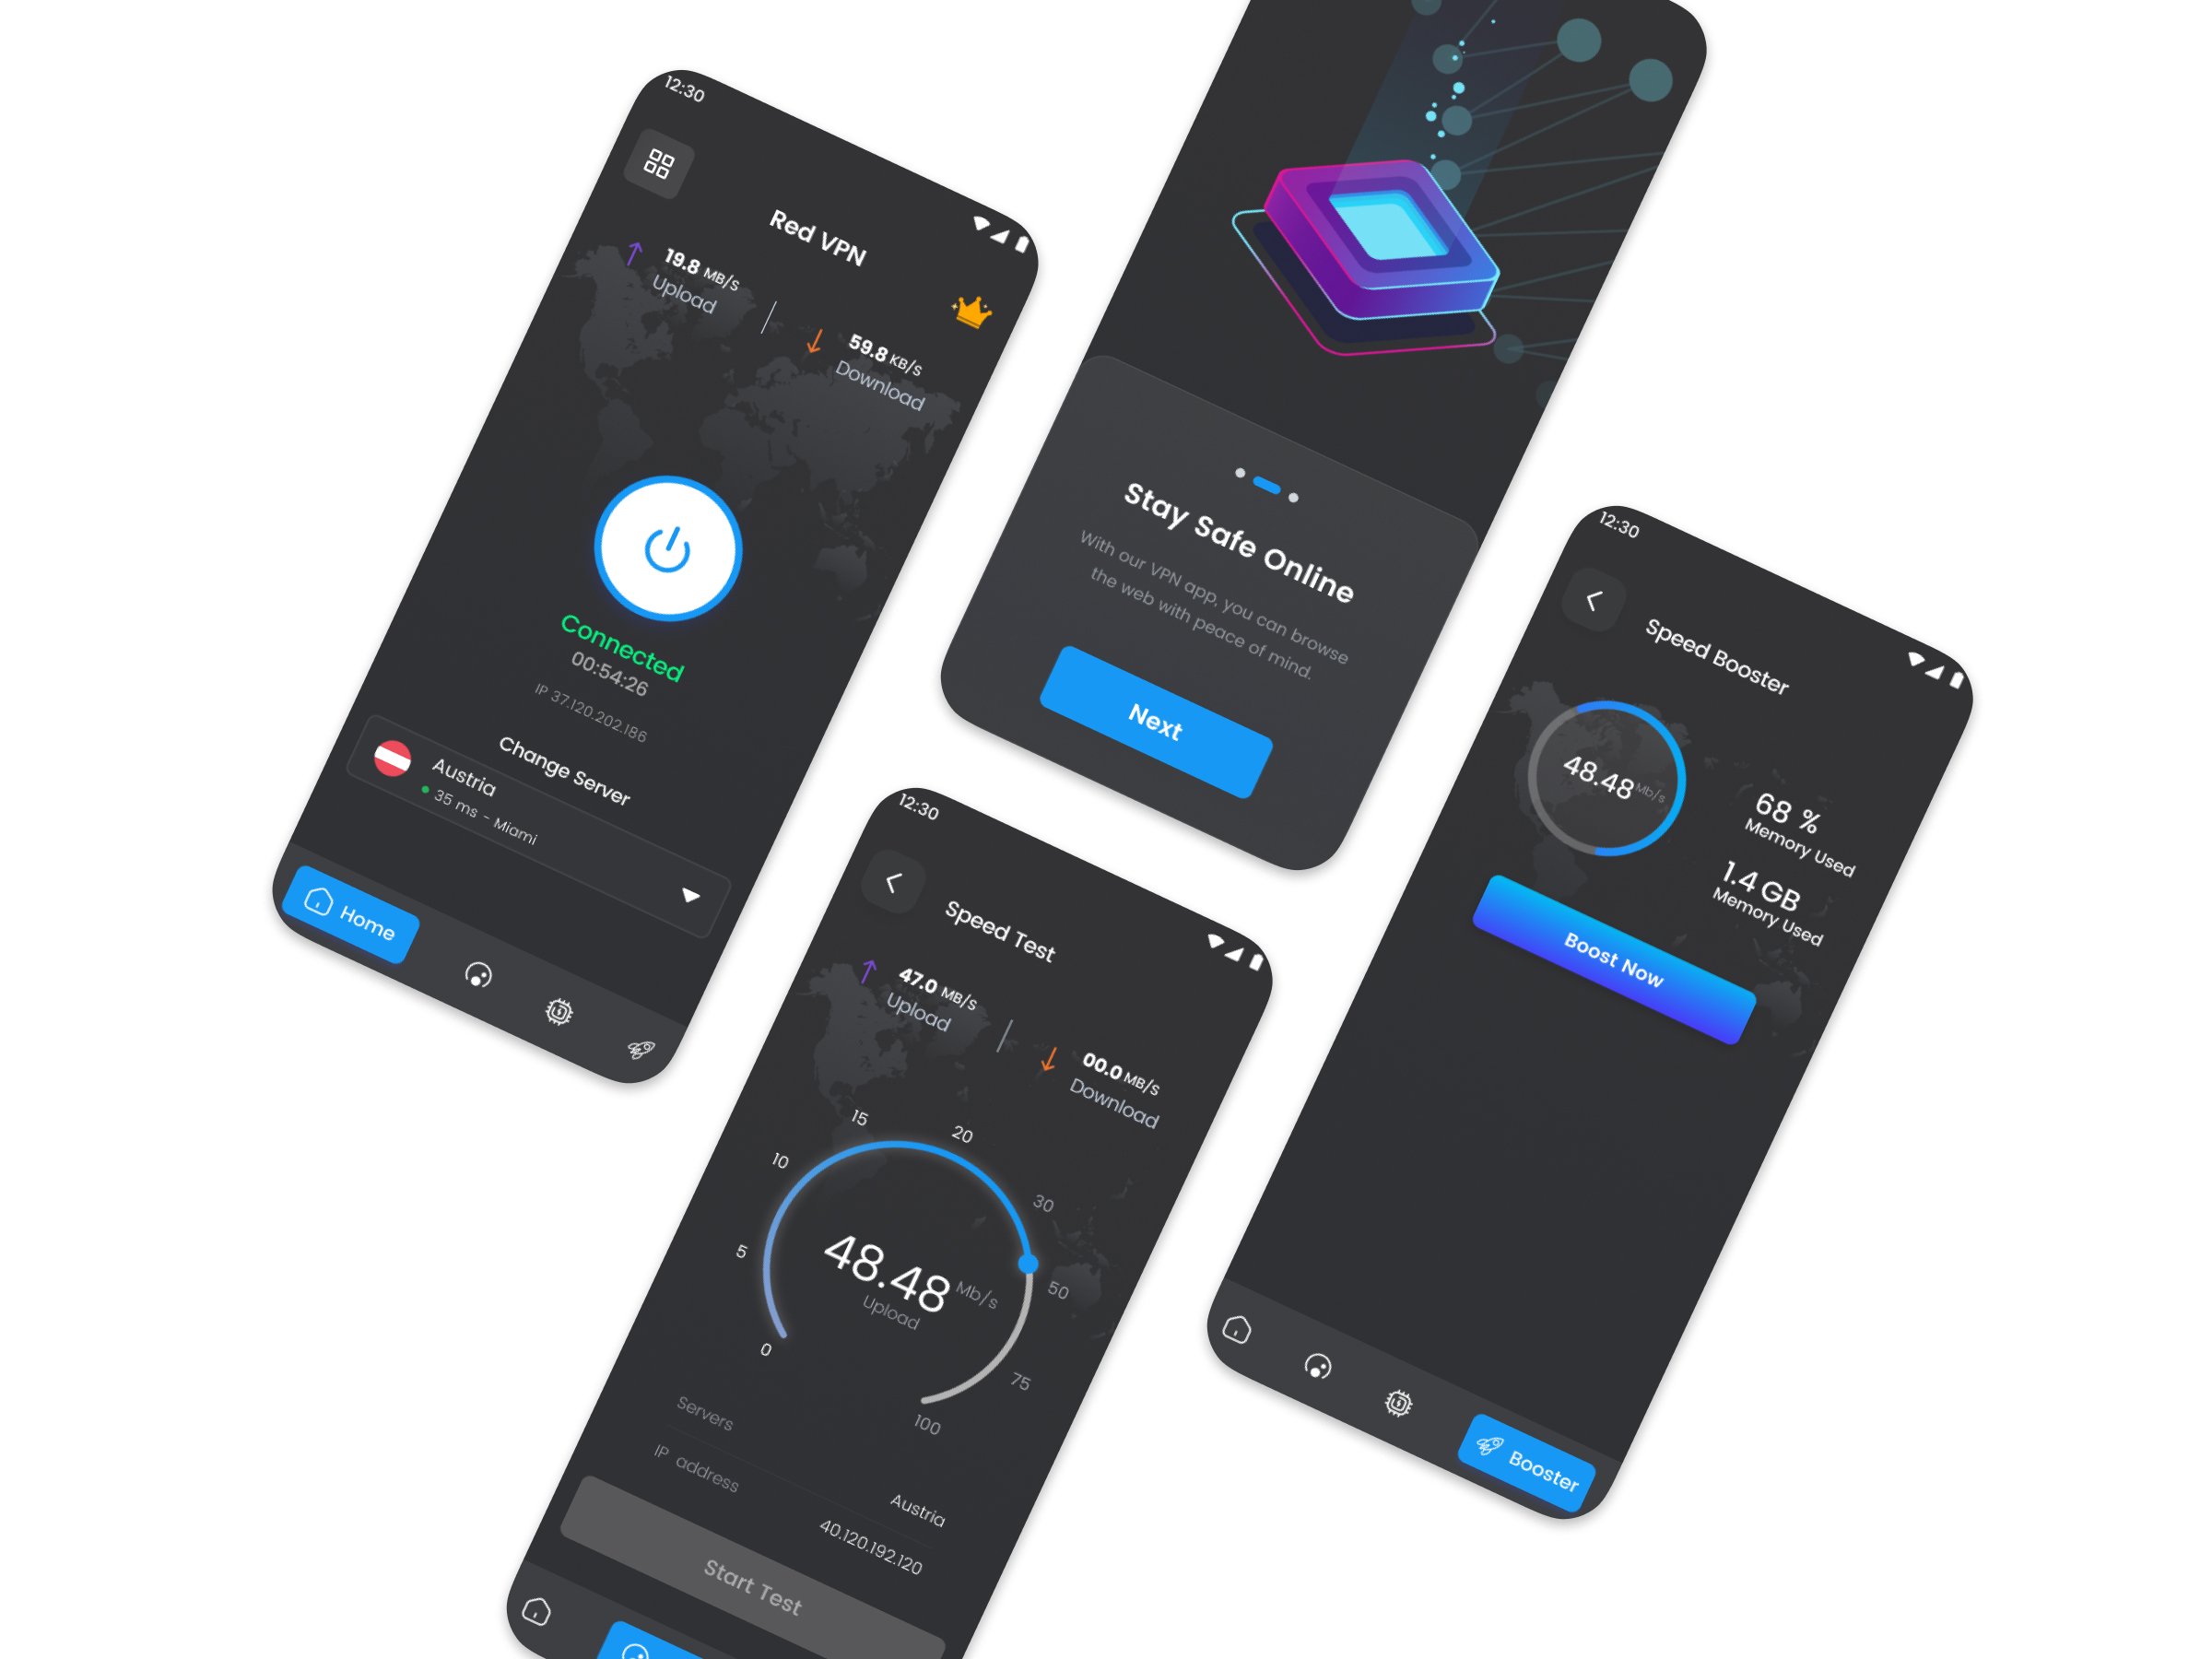 12:30
Red VPN
19.8 MB/s
Upload
59.8 KB/s
Download
Connected
00:54:26
IP 37.120.202.186
Change Server
Austria
35 ms - Miami
Home
Stay Safe Online
With our VPN app, you can browse
the web with peace of mind.
Next
12:30
Speed Test
47.0 MB/s
Upload
00.0 MB/s
Download
0
5
10
15
20
30
50
75
100
48.48 Mb/s
Upload
Servers
Austria
IP address
40.120.192.120
Start Test
12:30
Speed Booster
48.48 Mb/s
68 %
Memory Used
1.4 GB
Memory Used
Boost Now
Booster